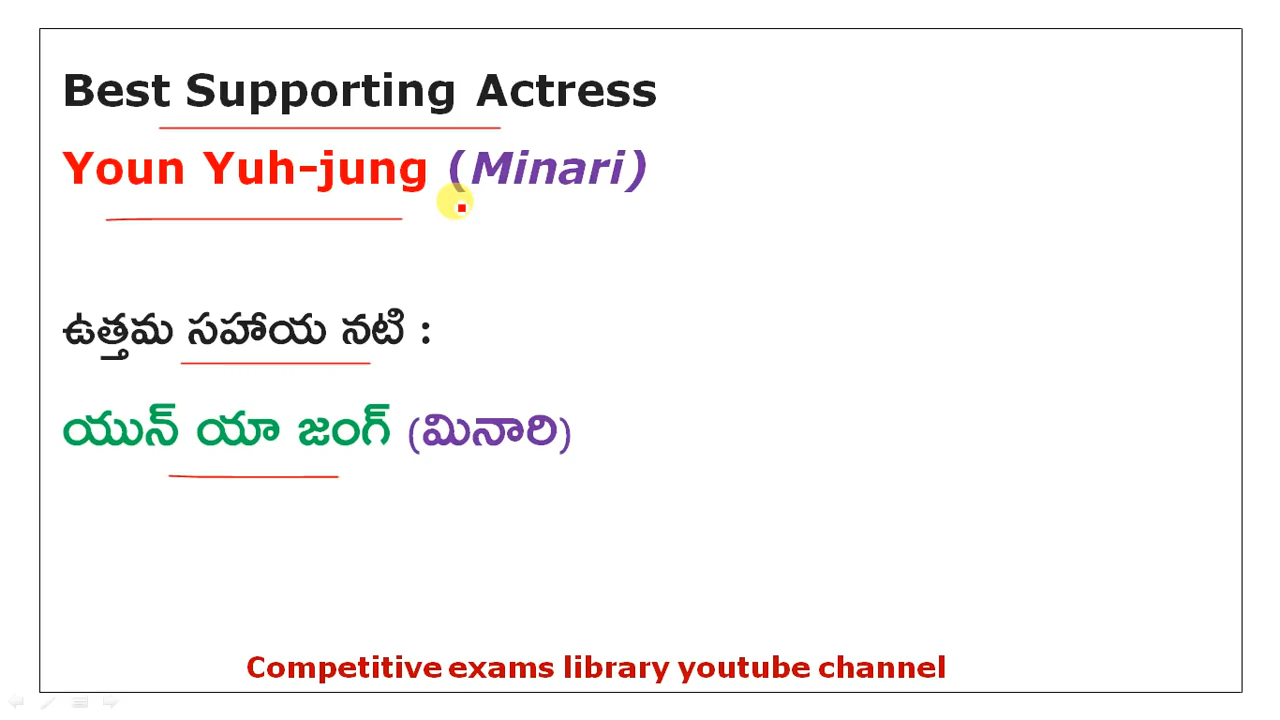 Best Supporting Actress
Youn Yuh-jung (Minari)
ఉత్తమ సహాయ నటి :
యున్ యా జంగ్ (మినారి)
Competitive exams library youtube channel